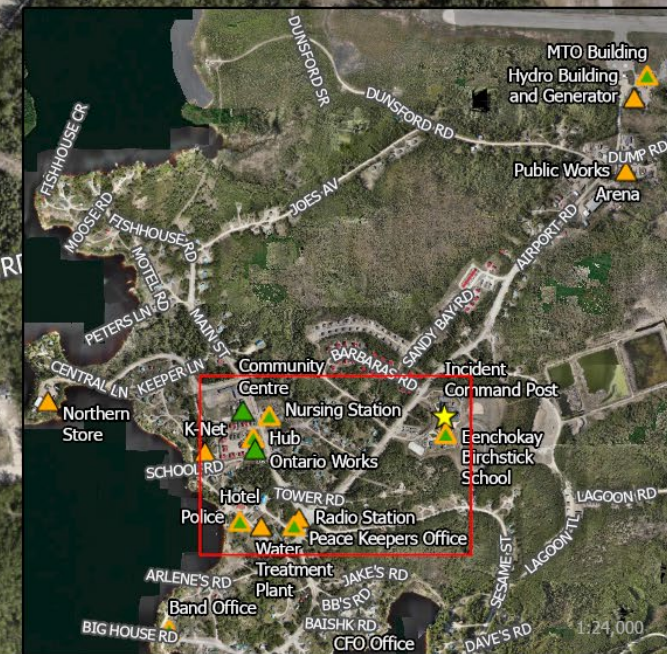 DUNSFORD SR
MTO Building
Hydro Building
and Generator
DUNSFORD RD
DUMP RD
Public Works
Arena
FISHHOUSE CR
MOOSE RD
FISHHOUSE RD
JOES AV
AIRPORT RD
MOTEL RD
PETERS LN
MAIN ST
SANDY BAY RD
BARBARAS RD
CENTRAL LN
KEEPER LN
Community
Centre
Incident
Command Post
Northern
Store
Nursing Station
K-Net
Hub
Ontario Works
Eenchokay
Birchstick
School
SCHOOL RD
Hotel
TOWER RD
LAGOON RD
Police
Radio Station
Peace Keepers Office
Water
Treatment
Plant
LAGOON TL
SESAME ST
ARLENE'S RD
JAKE'S RD
Band Office
BB'S RD
BIG HOUSE RD
BAISHK RD
CFO Office
DAVE'S RD
1:24,000